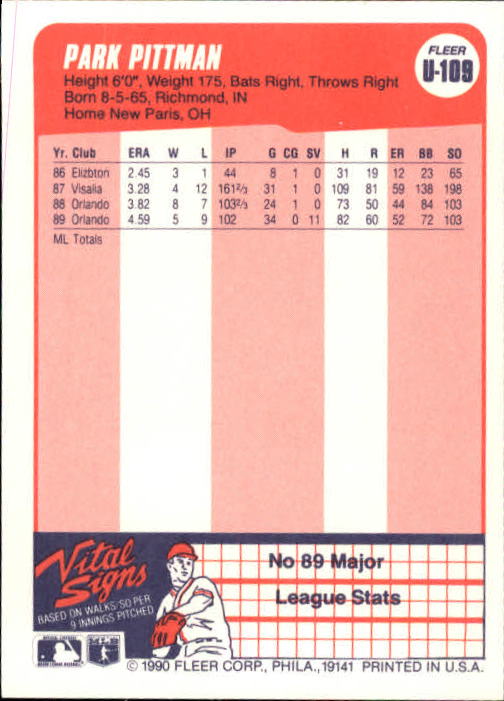 PARK PITTMAN
FLEER
U-109
Height 6'0", Weight 175, Bats Right, Throws Right
Born 8-5-65, Richmond, IN
Home New Paris, OH
Yr. Club ERA W L IP G CG SV H R ER BB SO
86 Elizbton 2.45 3 1 44 8 1 0 31 19 12 23 65
87 Visalia 3.28 4 12 161 2/3 31 1 0 109 81 59 138 198
88 Orlando 3.82 8 7 103 2/3 24 1 0 73 50 44 84 103
89 Orlando 4.59 5 9 102 34 0 11 82 60 52 72 103
ML Totals
Vital Signs
BASED ON WALKS/SO PER
9 INNINGS PITCHED
No 89 Major
League Stats
© 1990 FLEER CORP., PHILA., 19141 PRINTED IN U.S.A.